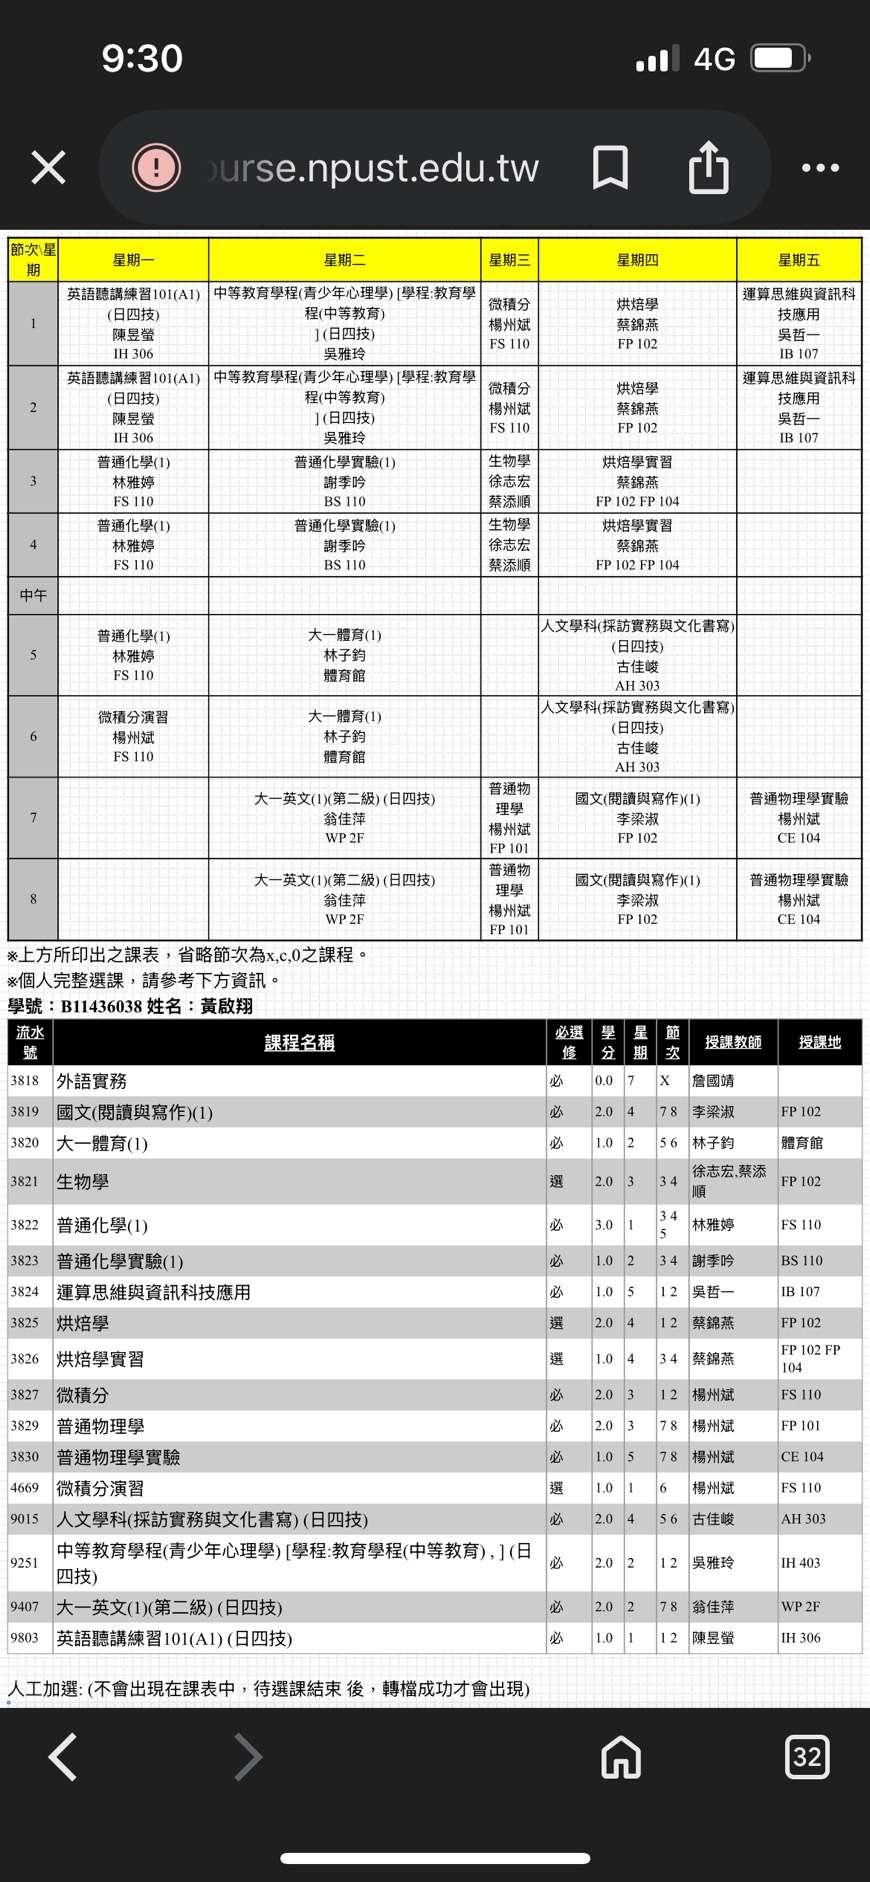 9:30
4G
urse.npust.edu.tw
節次\星期 星期一 星期二 星期三 星期四 星期五
1
英語聽講練習101(A1)
(日四技)
陳昱螢
IH 306
中等教育學程(青少年心理學) [學程:教育學
程(中等教育)
] (日四技)
吳雅玲
微積分
楊州斌
FS 110
烘焙學
蔡錦燕
FP 102
運算思維與資訊科
技應用
吳哲一
IB 107
2
英語聽講練習101(A1)
(日四技)
陳昱螢
IH 306
中等教育學程(青少年心理學) [學程:教育學
程(中等教育)
] (日四技)
吳雅玲
微積分
楊州斌
FS 110
烘焙學
蔡錦燕
FP 102
運算思維與資訊科
技應用
吳哲一
IB 107
3
普通化學(1)
林雅婷
FS 110
普通化學實驗(1)
謝季吟
BS 110
生物學
徐志宏
蔡添順
烘焙學實習
蔡錦燕
FP 102 FP 104
4
普通化學(1)
林雅婷
FS 110
普通化學實驗(1)
謝季吟
BS 110
生物學
徐志宏
蔡添順
烘焙學實習
蔡錦燕
FP 102 FP 104
中午
5
普通化學(1)
林雅婷
FS 110
大一體育(1)
林子鈞
體育館
人文學科(採訪實務與文化書寫)
(日四技)
古佳峻
AH 303
6
微積分演習
楊州斌
FS 110
大一體育(1)
林子鈞
體育館
人文學科(採訪實務與文化書寫)
(日四技)
古佳峻
AH 303
7
大一英文(1)(第二級) (日四技)
翁佳萍
WP 2F
普通物
理學
楊州斌
FP 101
國文(閱讀與寫作)(1)
李梁淑
FP 102
普通物理學實驗
楊州斌
CE 104
8
大一英文(1)(第二級) (日四技)
翁佳萍
WP 2F
普通物
理學
楊州斌
FP 101
國文(閱讀與寫作)(1)
李梁淑
FP 102
普通物理學實驗
楊州斌
CE 104
※上方所印出之課表，省略節次為x,c,0之課程。
※個人完整選課，請參考下方資訊。
學號：B11436038 姓名：黃啟翔
流水號 課程名稱 必選修 學分 星期 節次 授課教師 授課地
3818 外語實務 必 0.0 7 X 詹國靖
3819 國文(閱讀與寫作)(1) 必 2.0 4 7 8 李梁淑 FP 102
3820 大一體育(1) 必 1.0 2 5 6 林子鈞 體育館
3821 生物學 選 2.0 3 3 4 徐志宏,蔡添順 FP 102
3822 普通化學(1) 必 3.0 1 3 4 5 林雅婷 FS 110
3823 普通化學實驗(1) 必 1.0 2 3 4 謝季吟 BS 110
3824 運算思維與資訊科技應用 必 1.0 5 1 2 吳哲一 IB 107
3825 烘焙學 選 2.0 4 1 2 蔡錦燕 FP 102
3826 烘焙學實習 選 1.0 4 3 4 蔡錦燕 FP 102 FP 104
3827 微積分 必 2.0 3 1 2 楊州斌 FS 110
3829 普通物理學 必 2.0 3 7 8 楊州斌 FP 101
3830 普通物理學實驗 必 1.0 5 7 8 楊州斌 CE 104
4669 微積分演習 選 1.0 1 6 楊州斌 FS 110
9015 人文學科(採訪實務與文化書寫) (日四技) 必 2.0 4 5 6 古佳峻 AH 303
9251 中等教育學程(青少年心理學) [學程:教育學程(中等教育) , ] (日四技) 必 2.0 2 1 2 吳雅玲 IH 403
9407 大一英文(1)(第二級) (日四技) 必 2.0 2 7 8 翁佳萍 WP 2F
9803 英語聽講練習101(A1) (日四技) 必 1.0 1 1 2 陳昱螢 IH 306
人工加選: (不會出現在課表中，待選課結束 後，轉檔成功才會出現)
32